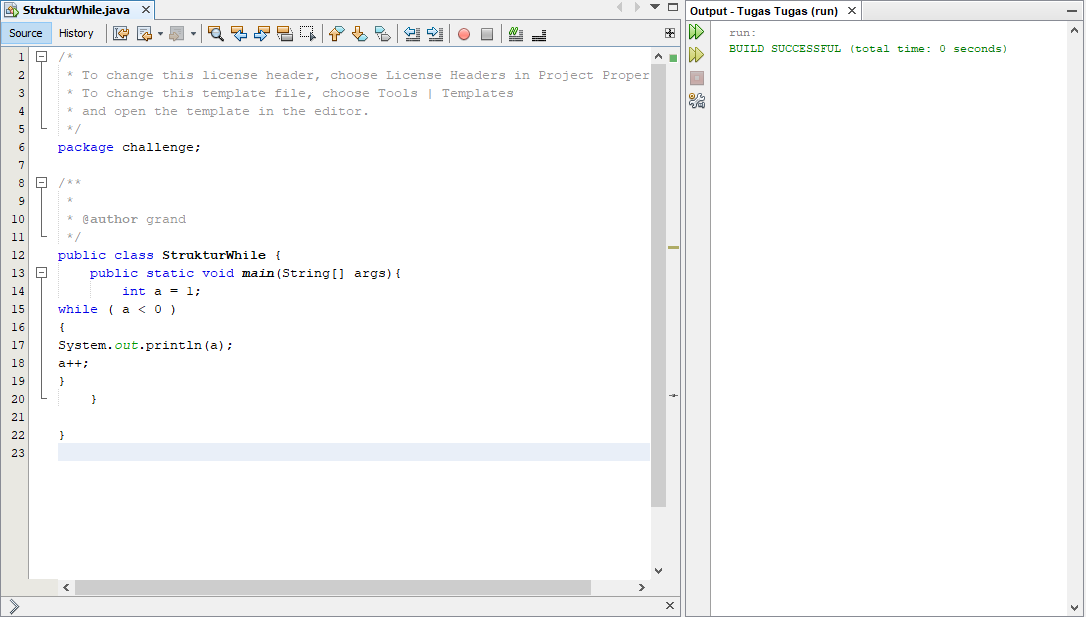 StrukturWhile.java
Source History
1 /*
2 * To change this license header, choose License Headers in Project Proper
3 * To change this template file, choose Tools | Templates
4 * and open the template in the editor.
5 */
6 package challenge;
7
8 /**
9 *
10 * @author grand
11 */
12 public class StrukturWhile {
13 public static void main(String[] args){
14 int a = 1;
15 while ( a < 0 )
16 {
17 System.out.println(a);
18 a++;
19 }
20 }
21
22 }
23
Output - Tugas Tugas (run)
run:
BUILD SUCCESSFUL (total time: 0 seconds)